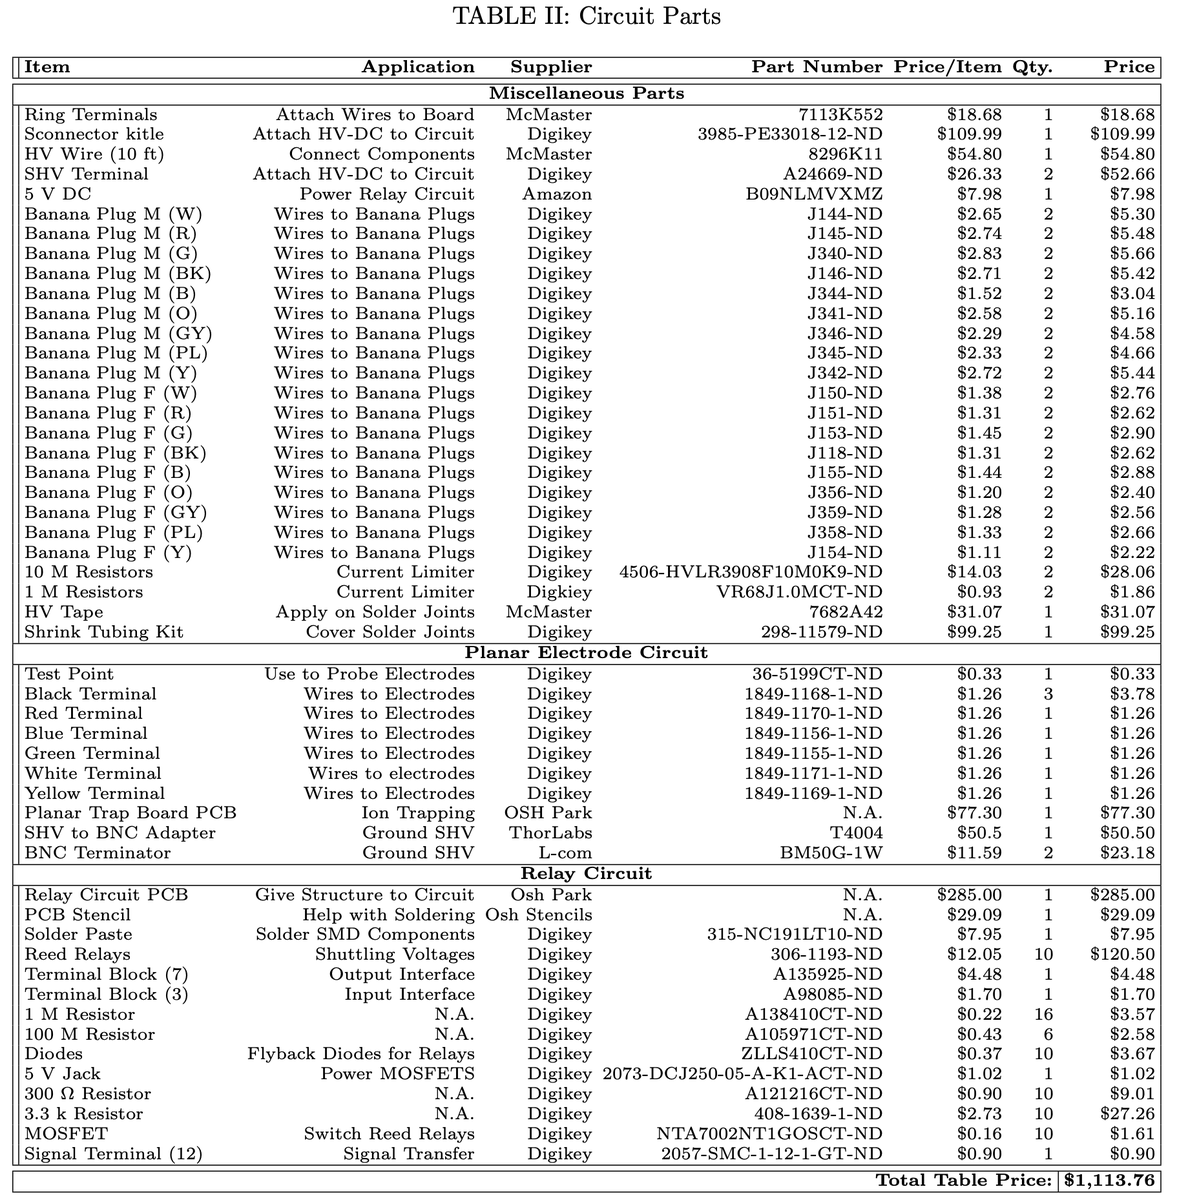 TABLE II: Circuit Parts
Item Application Supplier Part Number Price/Item Qty. Price
Miscellaneous Parts
Ring Terminals Attach Wires to Board McMaster 7113K552 $18.68 1 $18.68
Sconnector kitle Attach HV-DC to Circuit Digikey 3985-PE33018-12-ND $109.99 1 $109.99
HV Wire (10 ft) Connect Components McMaster 8296K11 $54.80 1 $54.80
SHV Terminal Attach HV-DC to Circuit Digikey A24669-ND $26.33 2 $52.66
5 V DC Power Relay Circuit Amazon B09NLMVXMZ $7.98 1 $7.98
Banana Plug M (W) Wires to Banana Plugs Digikey J144-ND $2.65 2 $5.30
Banana Plug M (R) Wires to Banana Plugs Digikey J145-ND $2.74 2 $5.48
Banana Plug M (G) Wires to Banana Plugs Digikey J340-ND $2.83 2 $5.66
Banana Plug M (BK) Wires to Banana Plugs Digikey J146-ND $2.71 2 $5.42
Banana Plug M (B) Wires to Banana Plugs Digikey J344-ND $1.52 2 $3.04
Banana Plug M (O) Wires to Banana Plugs Digikey J341-ND $2.58 2 $5.16
Banana Plug M (GY) Wires to Banana Plugs Digikey J346-ND $2.29 2 $4.58
Banana Plug M (PL) Wires to Banana Plugs Digikey J345-ND $2.33 2 $4.66
Banana Plug M (Y) Wires to Banana Plugs Digikey J342-ND $2.72 2 $5.44
Banana Plug F (W) Wires to Banana Plugs Digikey J150-ND $1.38 2 $2.76
Banana Plug F (R) Wires to Banana Plugs Digikey J151-ND $1.31 2 $2.62
Banana Plug F (G) Wires to Banana Plugs Digikey J153-ND $1.45 2 $2.90
Banana Plug F (BK) Wires to Banana Plugs Digikey J118-ND $1.31 2 $2.62
Banana Plug F (B) Wires to Banana Plugs Digikey J155-ND $1.44 2 $2.88
Banana Plug F (O) Wires to Banana Plugs Digikey J356-ND $1.20 2 $2.40
Banana Plug F (GY) Wires to Banana Plugs Digikey J359-ND $1.28 2 $2.56
Banana Plug F (PL) Wires to Banana Plugs Digikey J358-ND $1.33 2 $2.66
Banana Plug F (Y) Wires to Banana Plugs Digikey J154-ND $1.11 2 $2.22
10 M Resistors Current Limiter Digikey 4506-HVLR3908F10M0K9-ND $14.03 2 $28.06
1 M Resistors Current Limiter Digkiey VR68J1.0MCT-ND $0.93 2 $1.86
HV Tape Apply on Solder Joints McMaster 7682A42 $31.07 1 $31.07
Shrink Tubing Kit Cover Solder Joints Digikey 298-11579-ND $99.25 1 $99.25
Planar Electrode Circuit
Test Point Use to Probe Electrodes Digikey 36-5199CT-ND $0.33 1 $0.33
Black Terminal Wires to Electrodes Digikey 1849-1168-1-ND $1.26 3 $3.78
Red Terminal Wires to Electrodes Digikey 1849-1170-1-ND $1.26 1 $1.26
Blue Terminal Wires to Electrodes Digikey 1849-1156-1-ND $1.26 1 $1.26
Green Terminal Wires to Electrodes Digikey 1849-1155-1-ND $1.26 1 $1.26
White Terminal Wires to electrodes Digikey 1849-1171-1-ND $1.26 1 $1.26
Yellow Terminal Wires to Electrodes Digikey 1849-1169-1-ND $1.26 1 $1.26
Planar Trap Board PCB Ion Trapping OSH Park N.A. $77.30 1 $77.30
SHV to BNC Adapter Ground SHV ThorLabs T4004 $50.5 1 $50.50
BNC Terminator Ground SHV L-com BM50G-1W $11.59 2 $23.18
Relay Circuit
Relay Circuit PCB Give Structure to Circuit Osh Park N.A. $285.00 1 $285.00
PCB Stencil Help with Soldering Osh Stencils N.A. $29.09 1 $29.09
Solder Paste Solder SMD Components Digikey 315-NC191LT10-ND $7.95 1 $7.95
Reed Relays Shuttling Voltages Digikey 306-1193-ND $12.05 10 $120.50
Terminal Block (7) Output Interface Digikey A135925-ND $4.48 1 $4.48
Terminal Block (3) Input Interface Digikey A98085-ND $1.70 1 $1.70
1 M Resistor N.A. Digikey A138410CT-ND $0.22 16 $3.57
100 M Resistor N.A. Digikey A105971CT-ND $0.43 6 $2.58
Diodes Flyback Diodes for Relays Digikey ZLLS410CT-ND $0.37 10 $3.67
5 V Jack Power MOSFETS Digikey 2073-DCJ250-05-A-K1-ACT-ND $1.02 1 $1.02
300 Ω Resistor N.A. Digikey A121216CT-ND $0.90 10 $9.01
3.3 k Resistor N.A. Digikey 408-1639-1-ND $2.73 10 $27.26
MOSFET Switch Reed Relays Digikey NTA7002NT1GOSCT-ND $0.16 10 $1.61
Signal Terminal (12) Signal Transfer Digikey 2057-SMC-1-12-1-GT-ND $0.90 1 $0.90
Total Table Price: $1,113.76